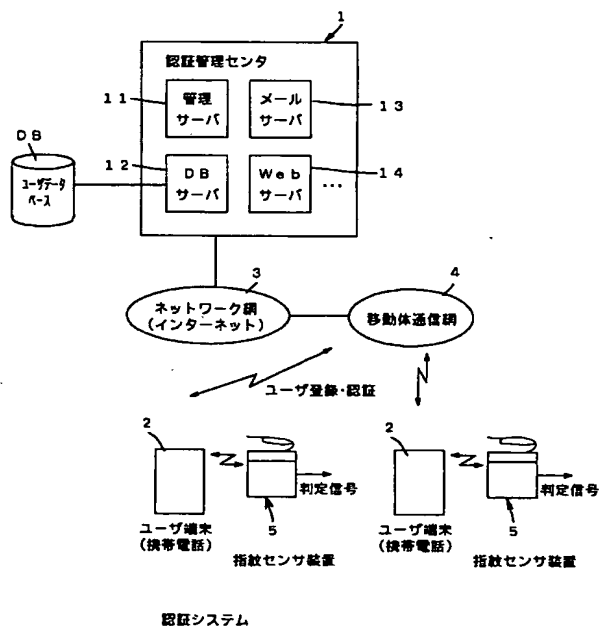 1
認証管理センタ
11
管理
サーバ
メール
サーバ
13
DB
ユーザデータ
ベース
12
DB
サーバ
Web
サーバ
14
...
3
ネットワーク網
(インターネット)
4
移動体通信網
ユーザ登録・認証
2
ユーザ端末
(携帯電話)
判定信号
5
指紋センサ装置
2
ユーザ端末
(携帯電話)
判定信号
5
指紋センサ装置
認証システム